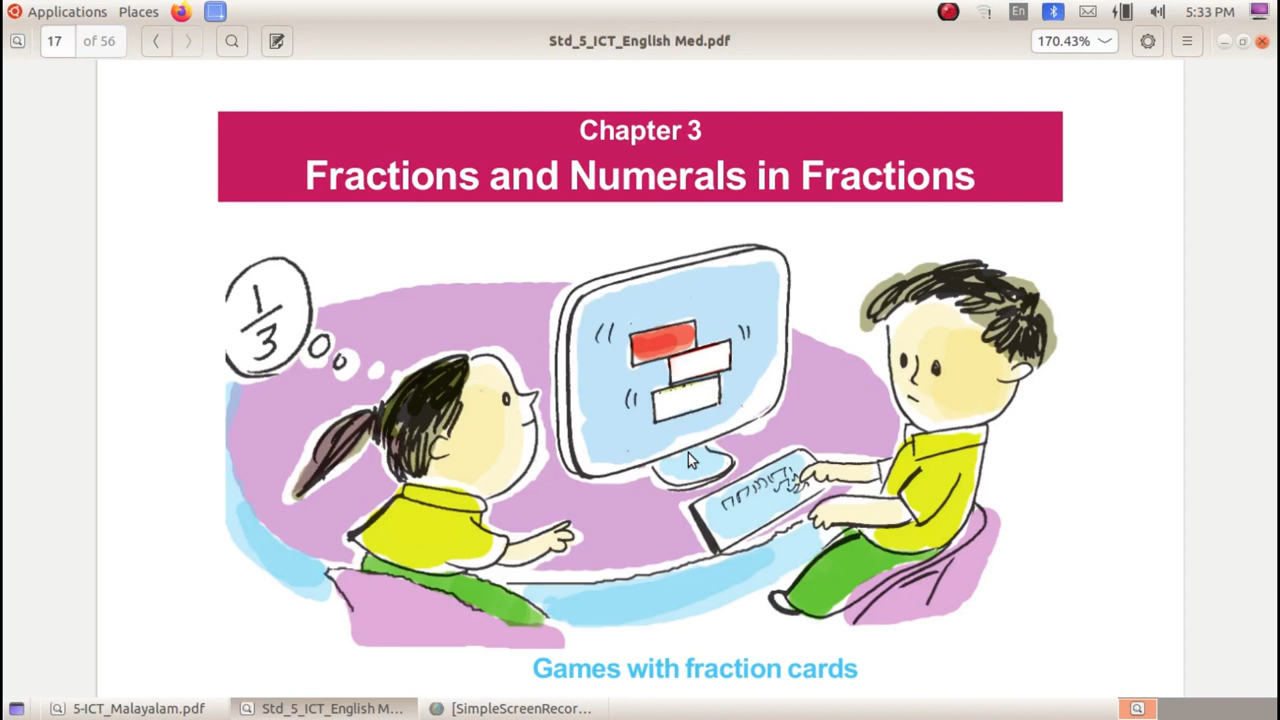 Applications Places En 5:33 PM
17 of 56 Std_5_ICT_English Med.pdf 170.43%
Chapter 3
Fractions and Numerals in Fractions
1
3
Games with fraction cards
5-ICT_Malayalam.pdf Std_5_ICT_English M... [SimpleScreenRecor...